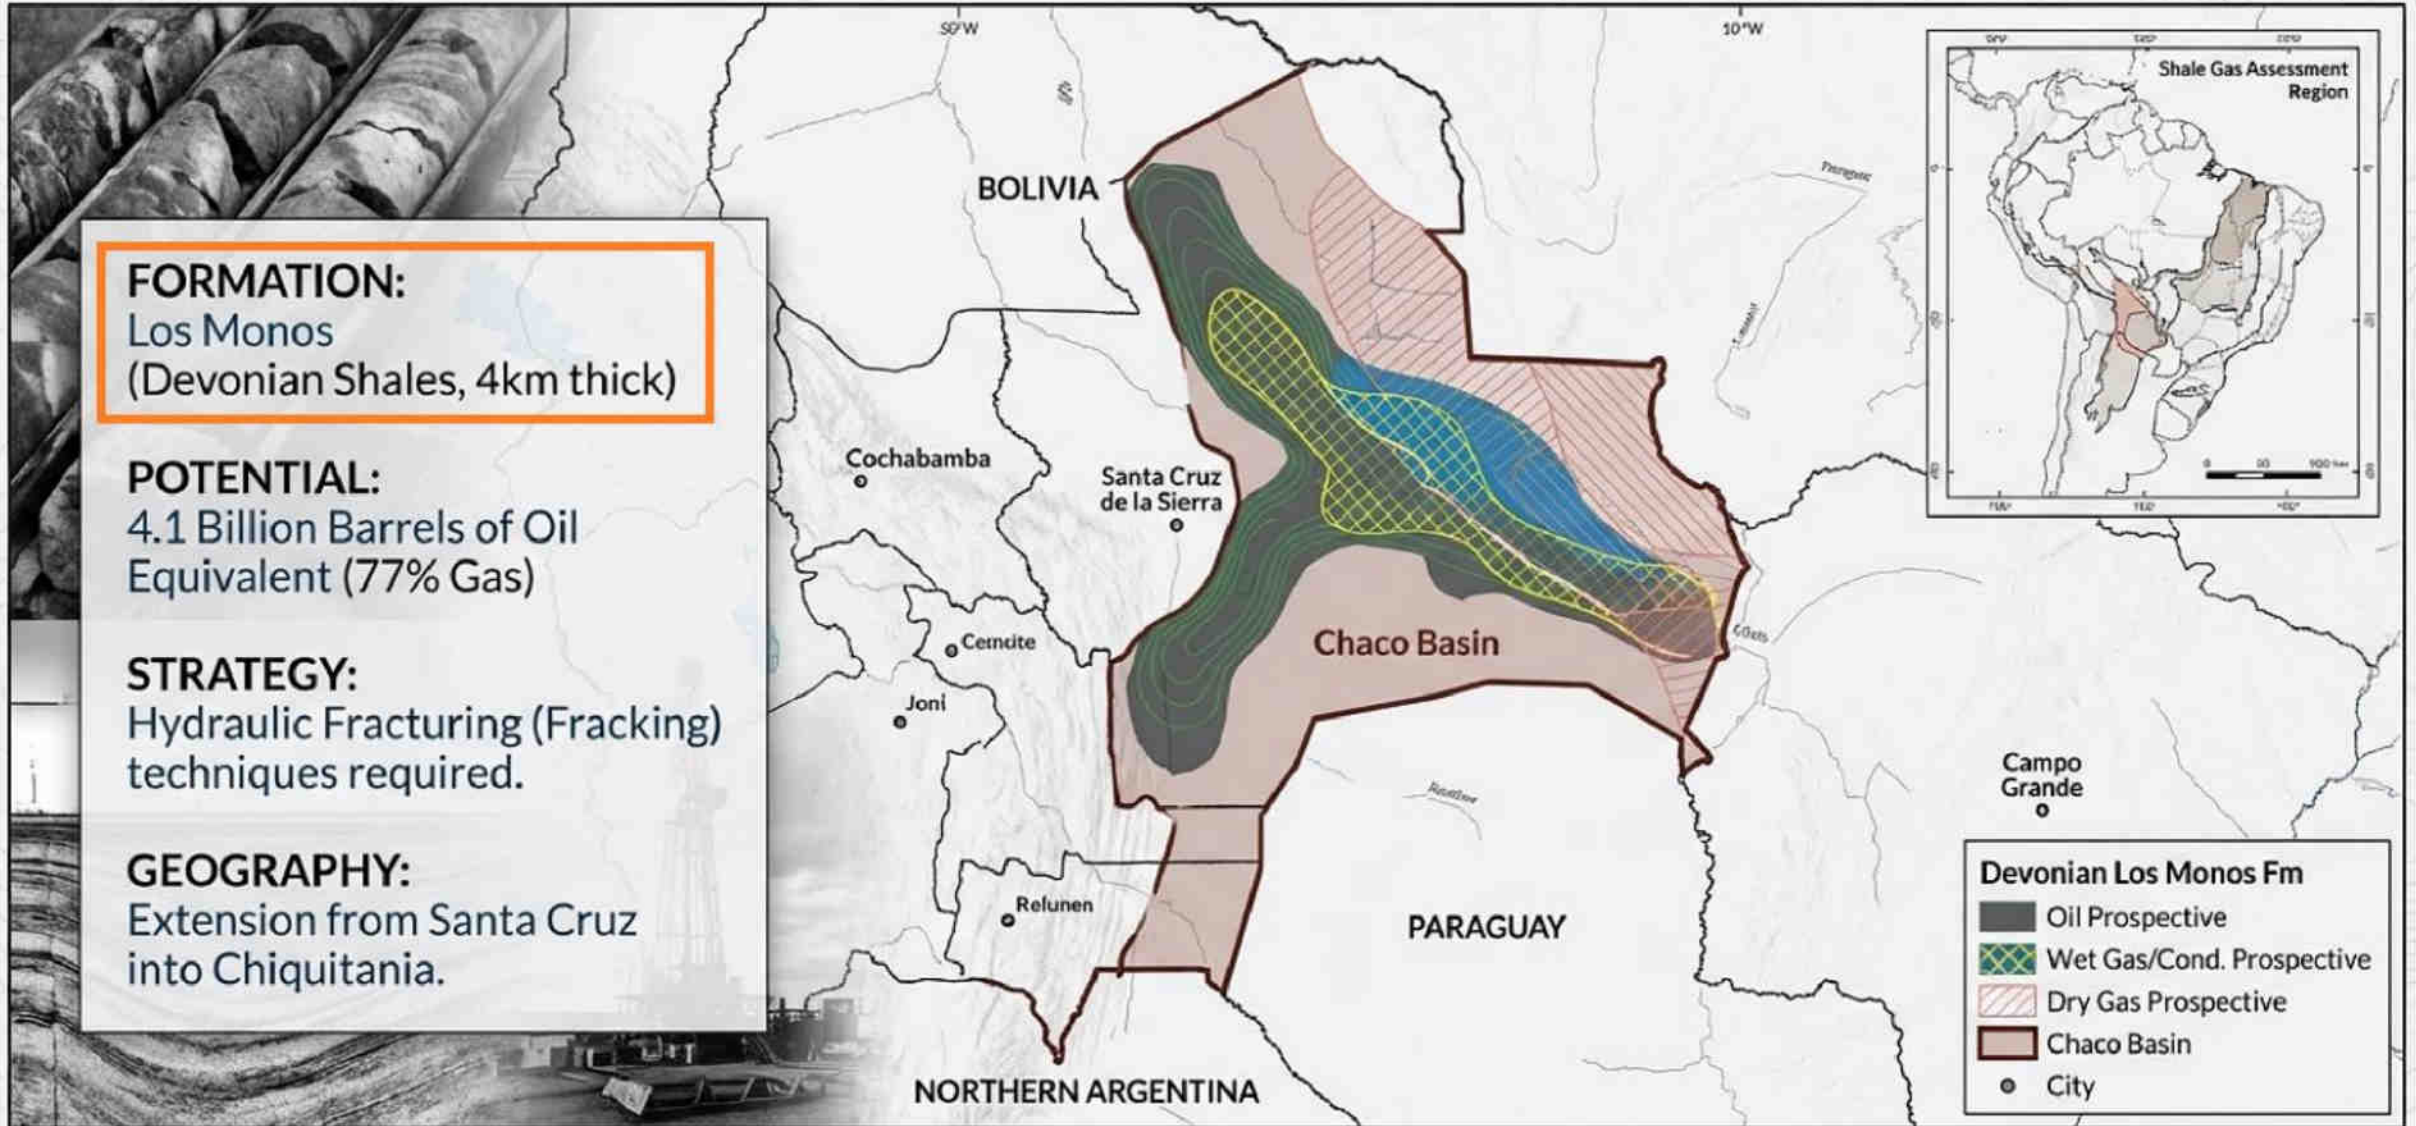 FORMATION:
Los Monos
(Devonian Shales, 4km thick)
POTENTIAL:
4.1 Billion Barrels of Oil
Equivalent (77% Gas)
STRATEGY:
Hydraulic Fracturing (Fracking)
techniques required.
GEOGRAPHY:
Extension from Santa Cruz
into Chiquitania.
50°W
10°W
BOLIVIA
Cochabamba
Santa Cruz
de la Sierra
Cemcite
Joni
Relunen
Chaco Basin
PARAGUAY
NORTHERN ARGENTINA
Campo
Grande
Shale Gas Assessment
Region
Devonian Los Monos Fm
Oil Prospective
Wet Gas/Cond. Prospective
Dry Gas Prospective
Chaco Basin
City